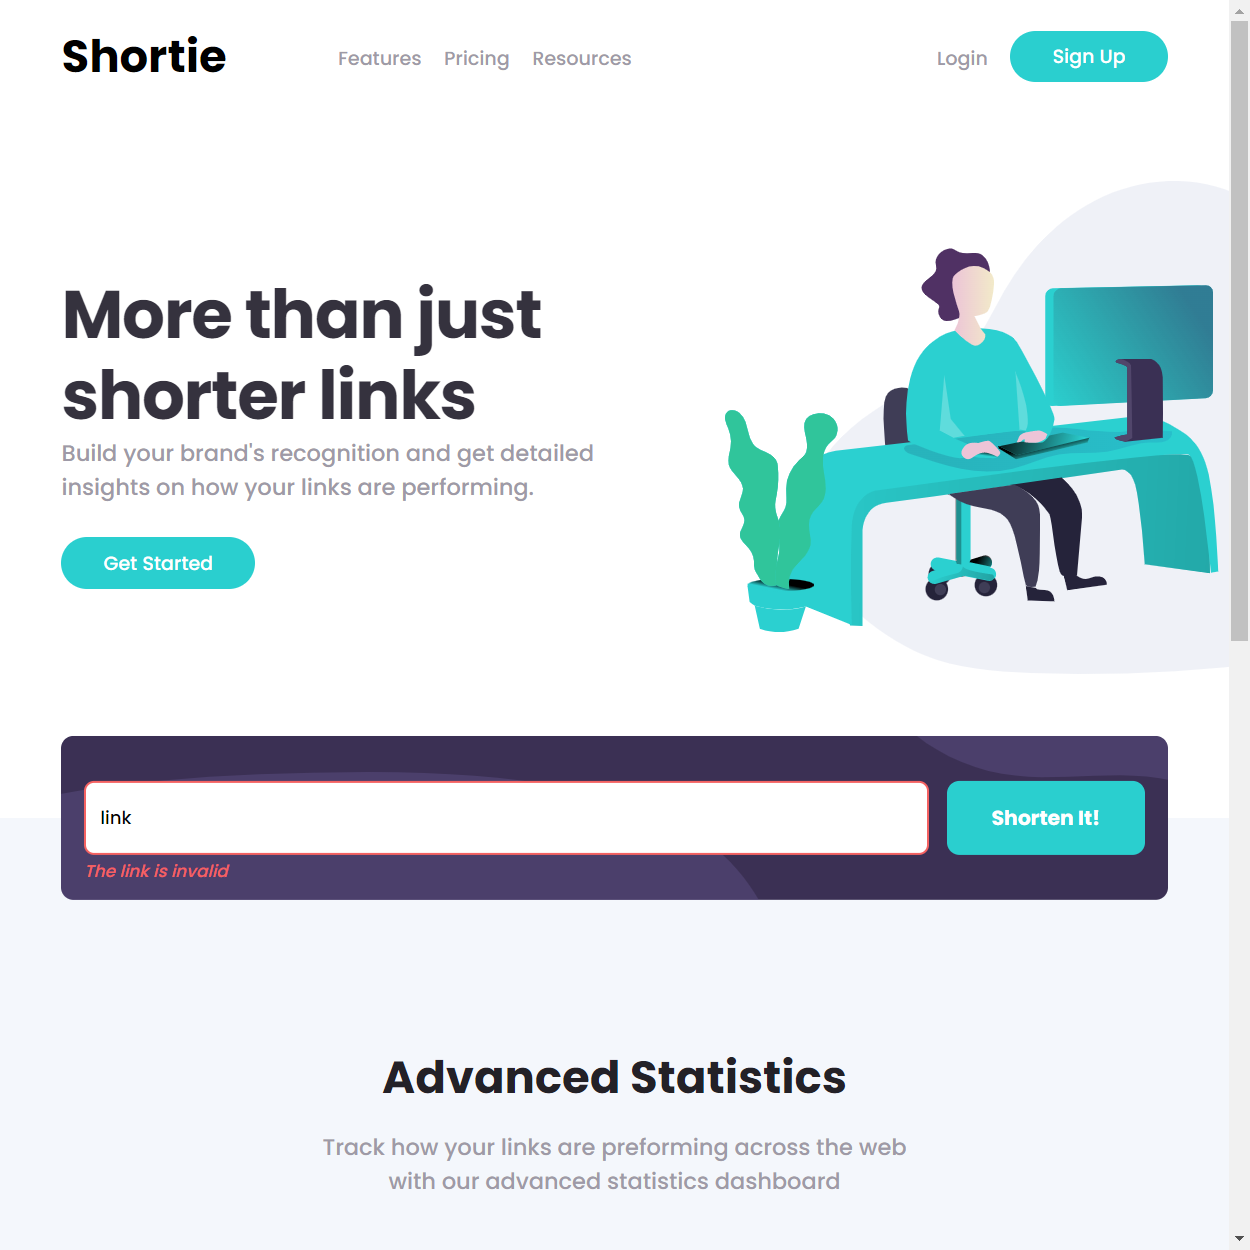 Shortie
Features Pricing Resources
Login
Sign Up
More than just
shorter links
Build your brand's recognition and get detailed
insights on how your links are performing.
Get Started
link
Shorten It!
The link is invalid
Advanced Statistics
Track how your links are preforming across the web
with our advanced statistics dashboard